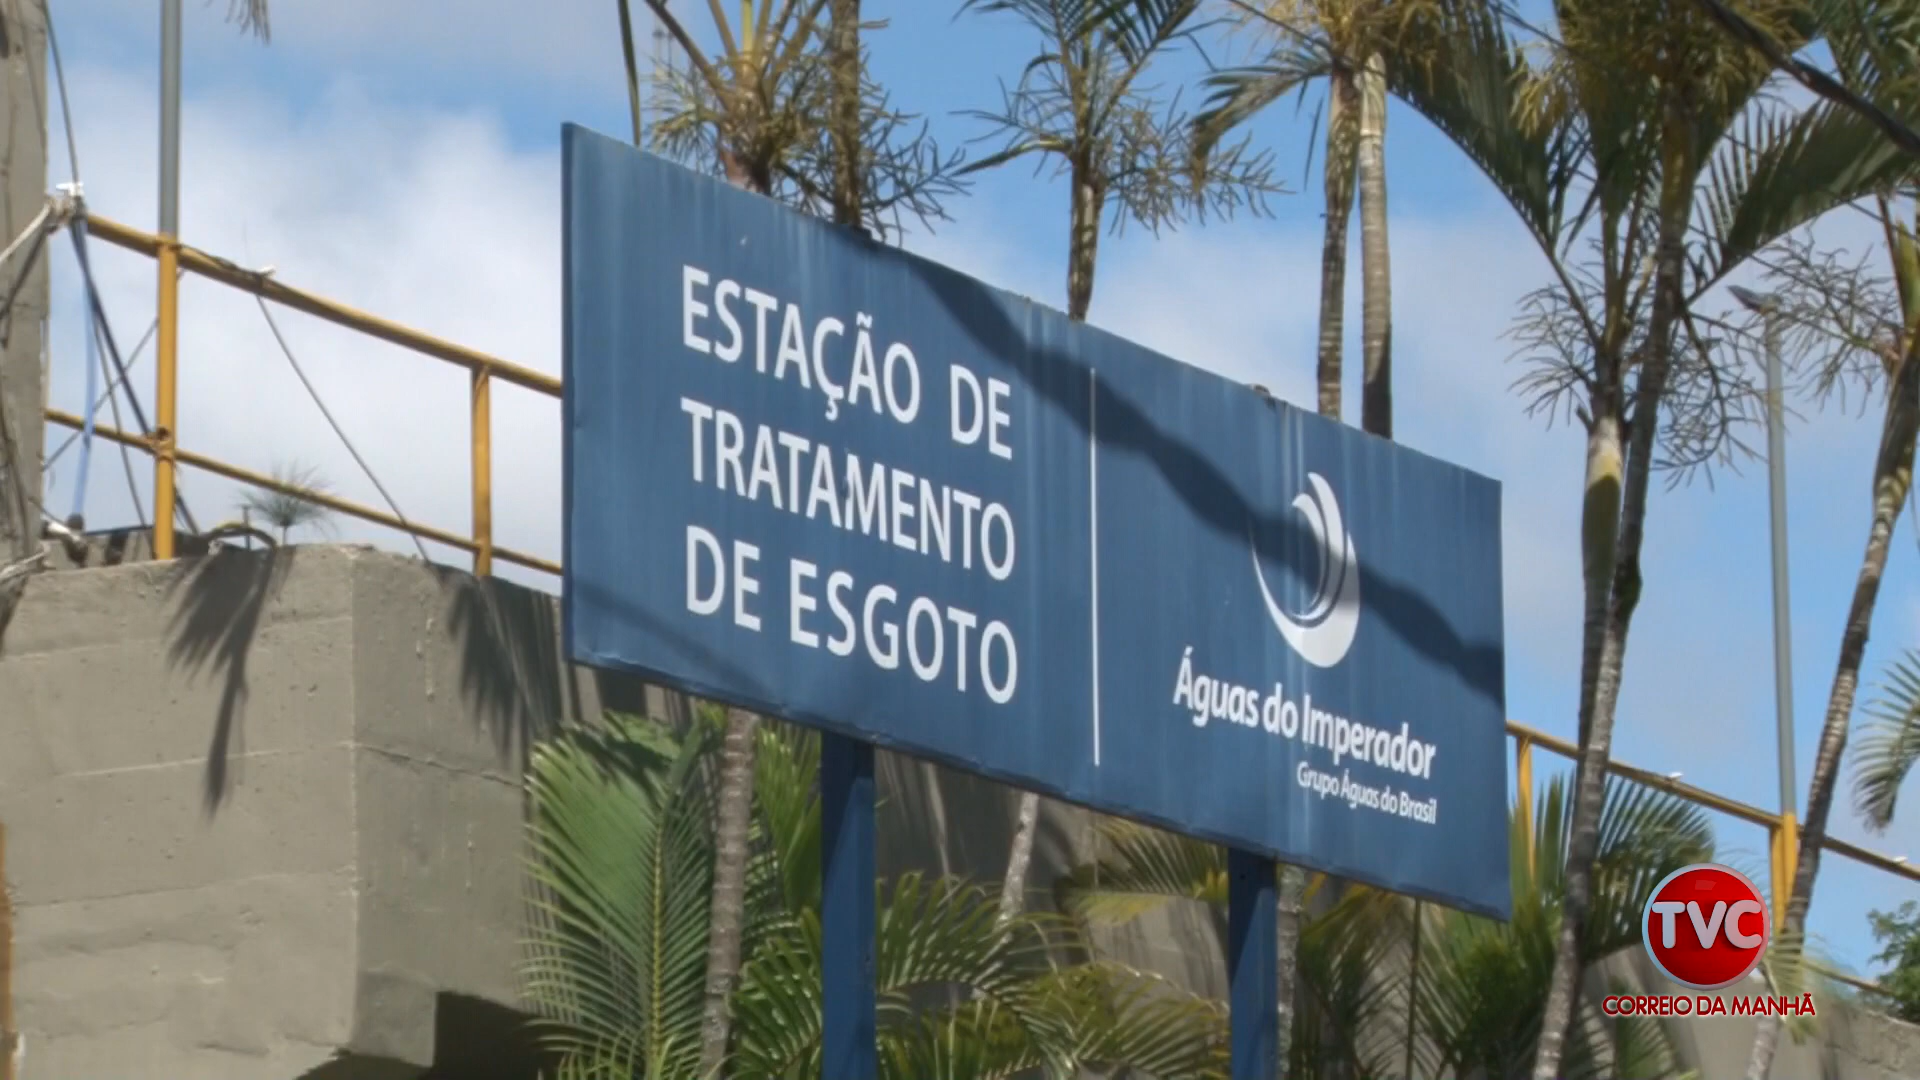 ESTAÇÃO DE
TRATAMENTO
DE ESGOTO
Águas do Imperador
Grupo Águas do Brasil
TVC
CORREIO DA MANHÃ